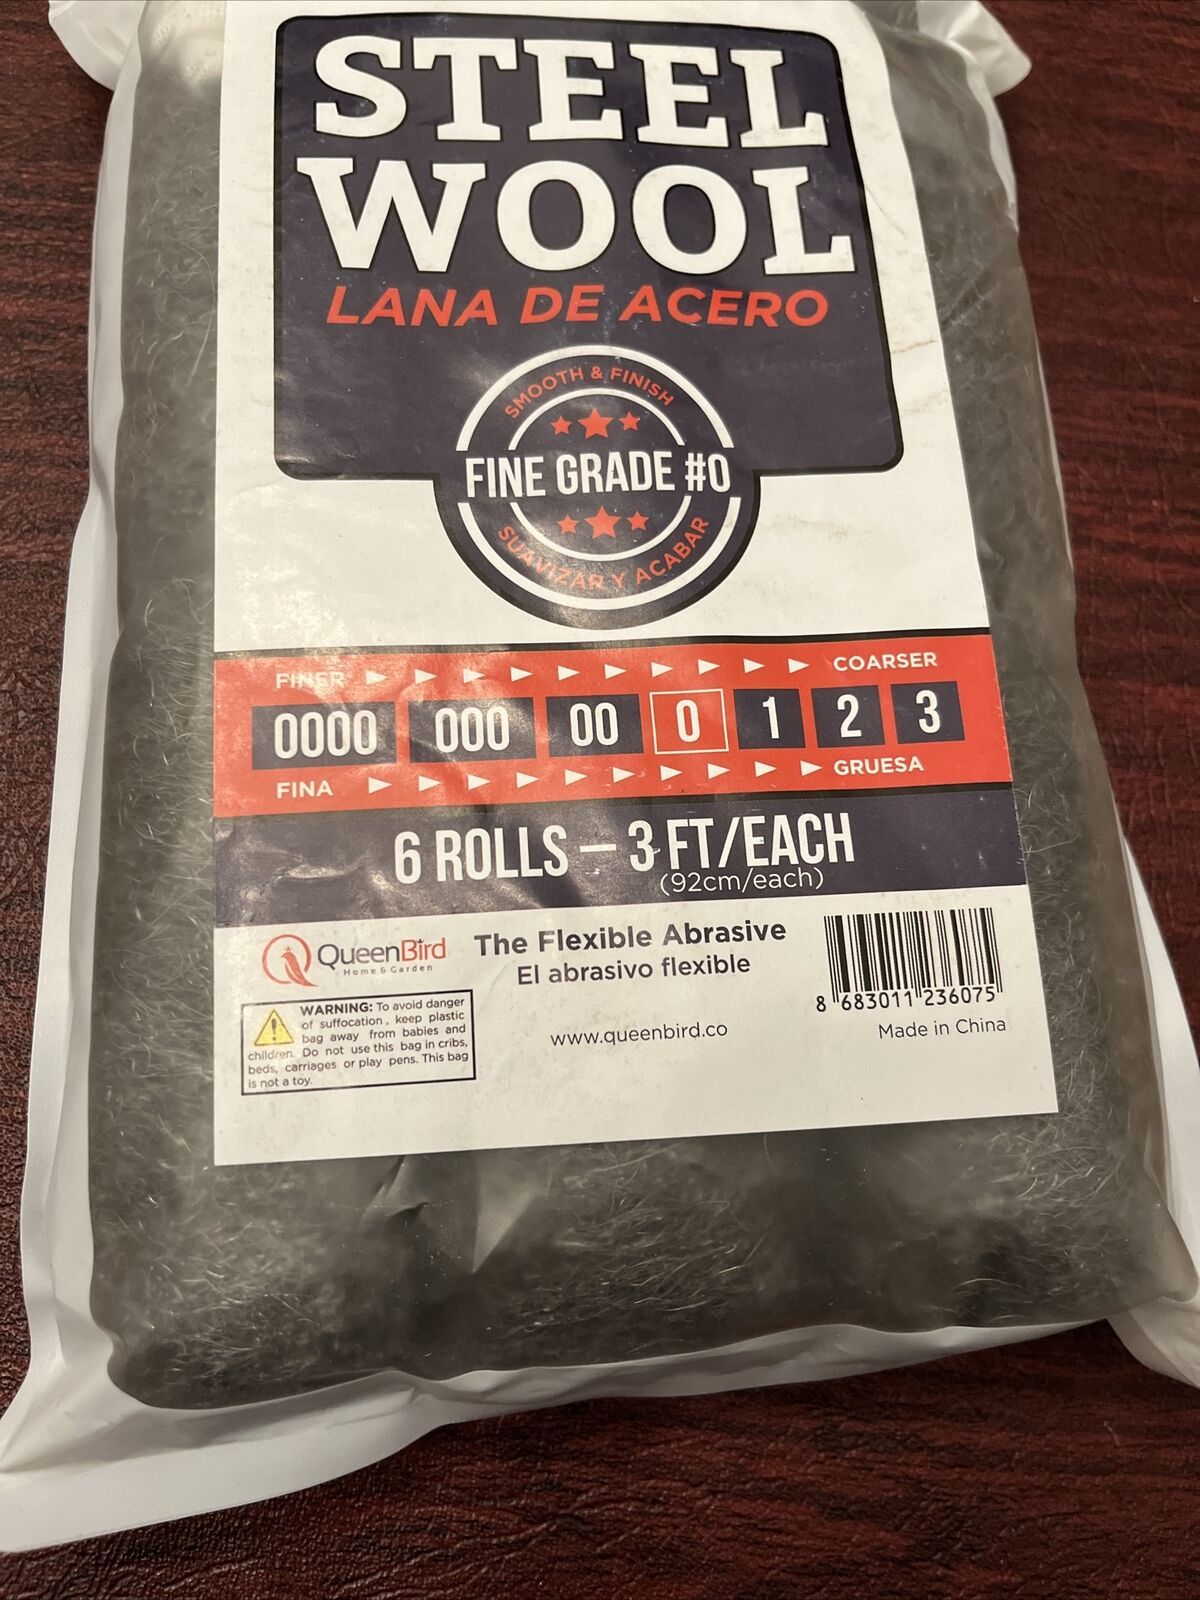 STEEL
WOOL
LANA DE ACERO
SMOOTH & FINISH
FINE GRADE #0
SUAVIZAR Y ACABAR
FINER
COARSER
0000 000 00 0 1 2 3
FINA
GRUESA
6 ROLLS – 3 FT/EACH
(92cm/each)
QueenBird
Home & Garden
The Flexible Abrasive
El abrasivo flexible
8 683011 236075
WARNING: To avoid danger
of suffocation, keep plastic
bag away from babies and
children. Do not use this bag in cribs,
beds, carriages or play pens. This bag
is not a toy.
www.queenbird.co
Made in China